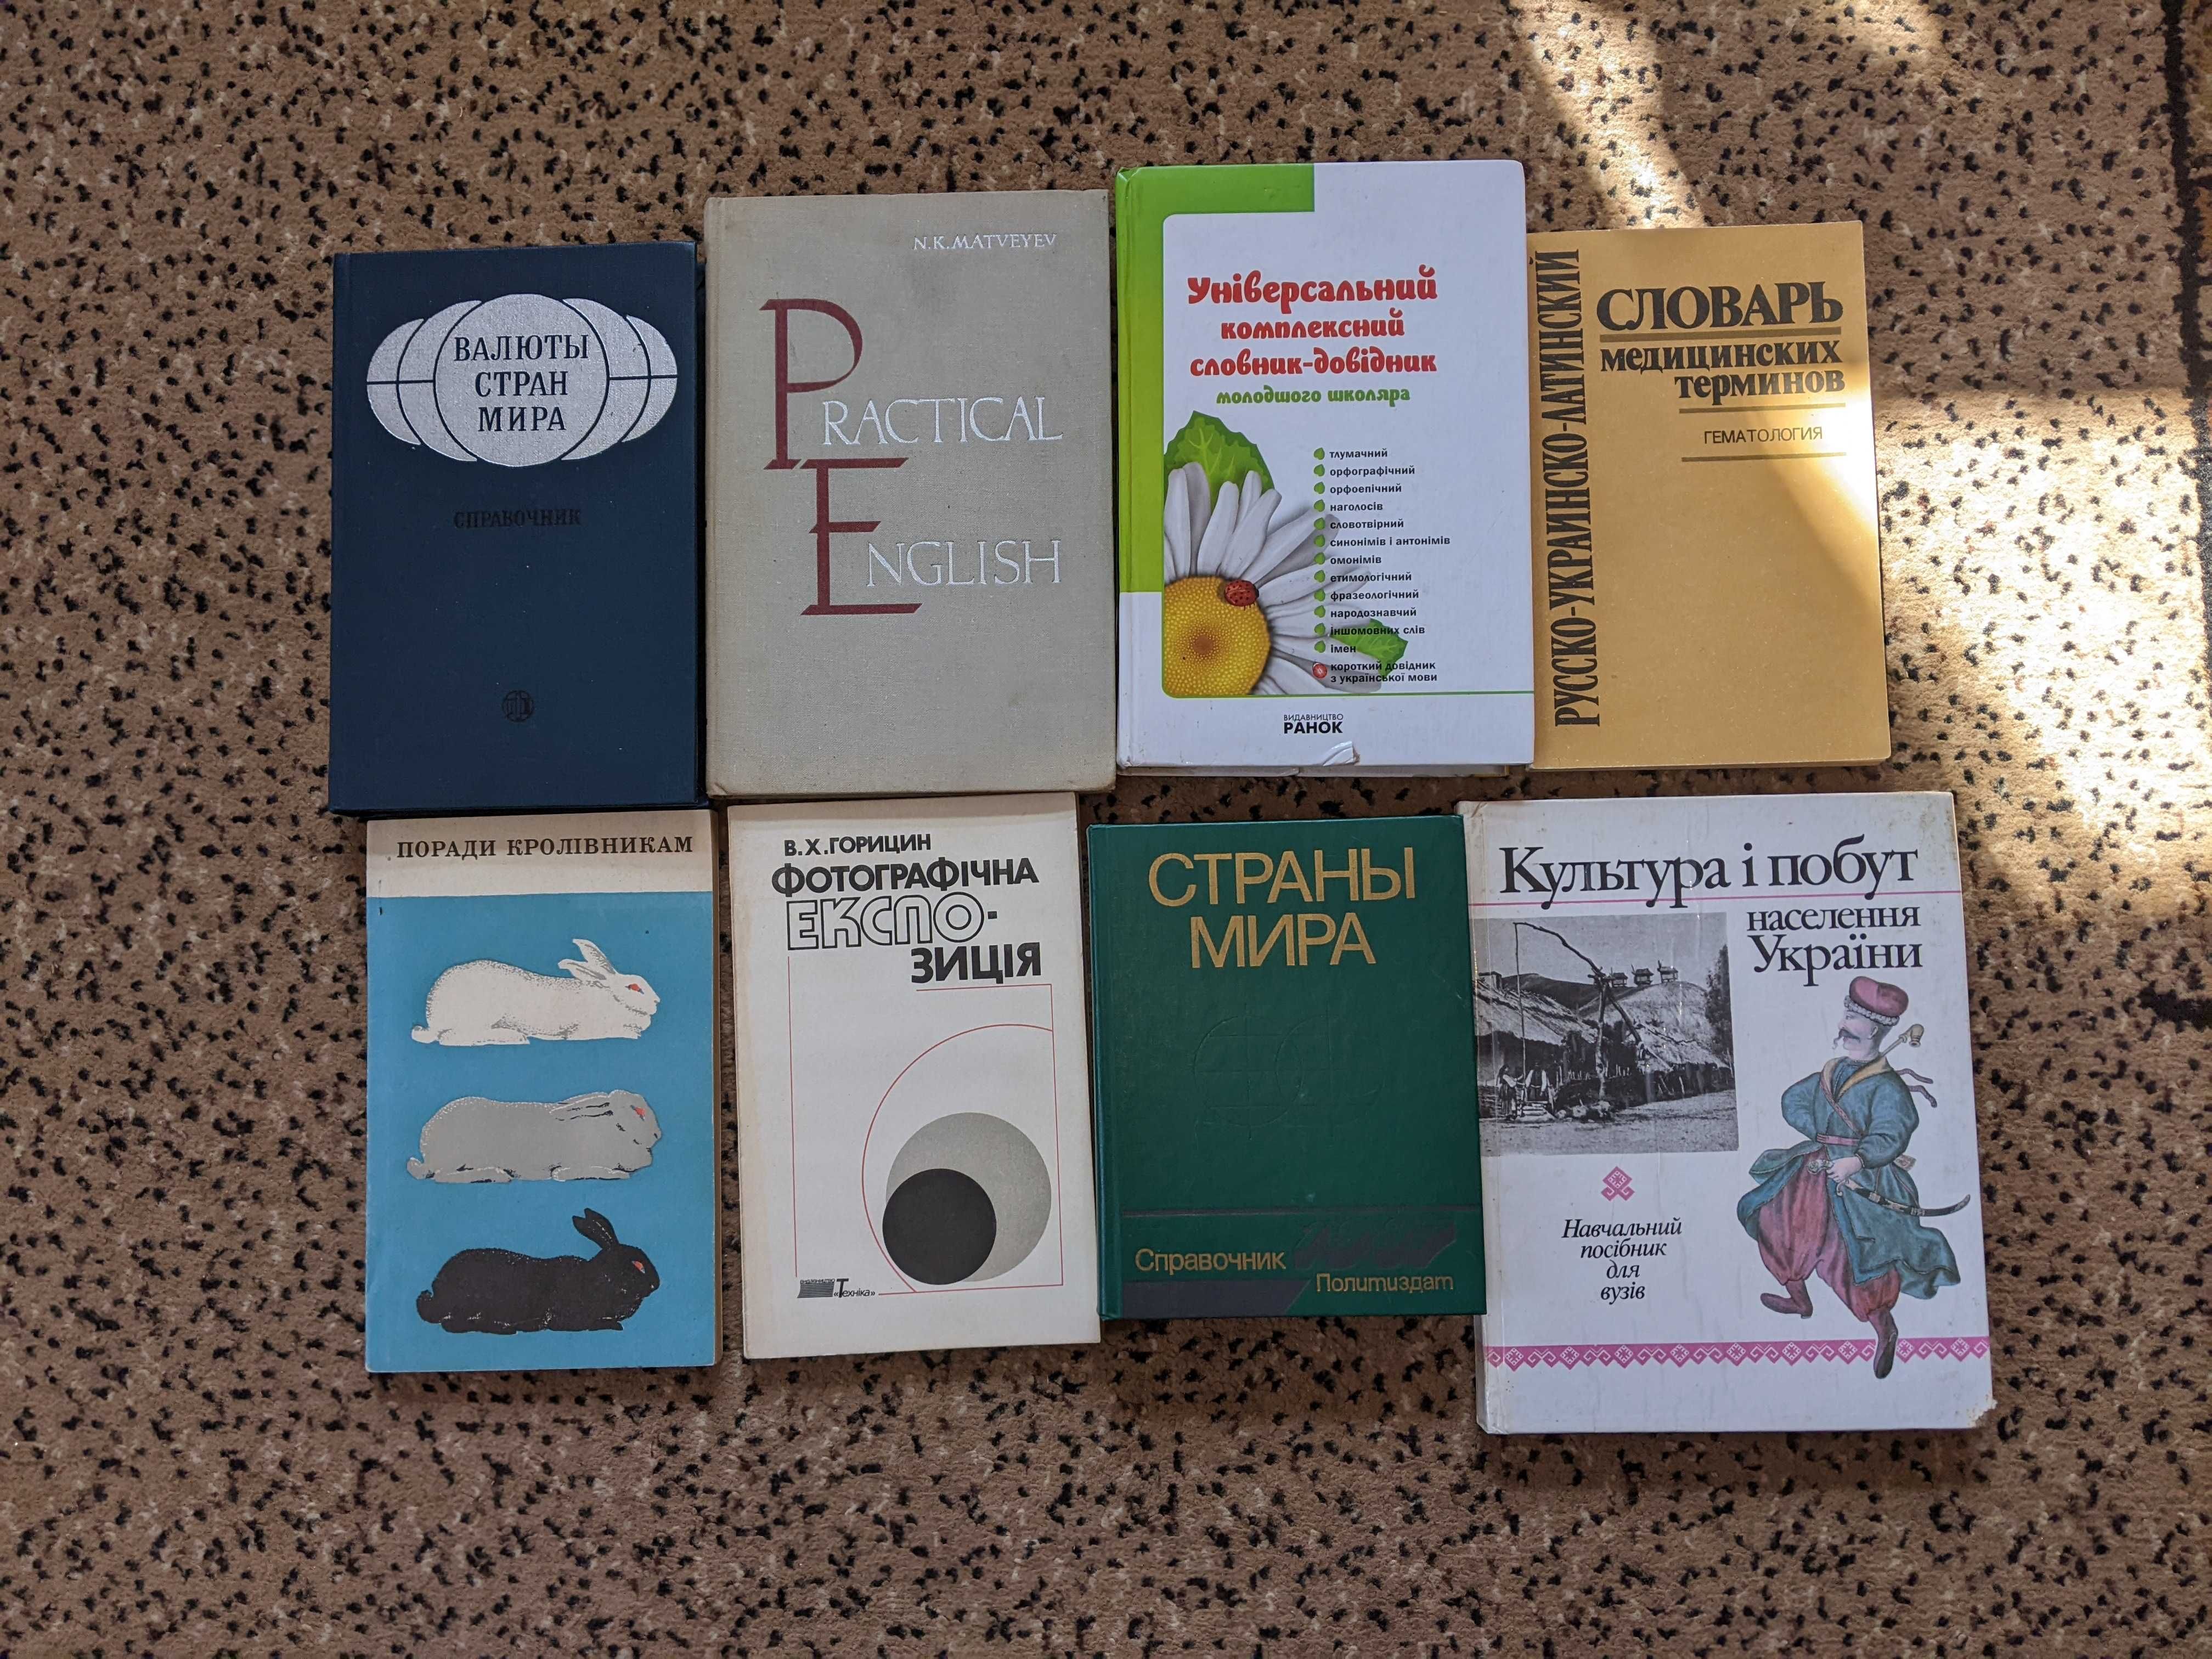 ВАЛЮТЫ
СТРАН
МИРА
СПРАВОЧНИК
N.K.MATVEYEV
PRACTICAL
ENGLISH
Універсальний
комплексний
словник-довідник
молодшого школяра
тлумачний
орфографічний
орфоепічний
наголосів
словотвірний
синонімів і антонімів
омонімів
етимологічний
фразеологічний
народознавчий
іншомовних слів
імен
короткий довідник
з української мови
ВИДАВНИЦТВО
РАНОК
РУССКО-УКРАИНСКО-ЛАТИНСКИЙ
СЛОВАРЬ
медицинских
терминов
ГЕМАТОЛОГИЯ
ПОРАДИ КРОЛІВНИКАМ
В.Х.ГОРИЦИН
ФОТОГРАФІЧНА
ЕКСПО-
ЗИЦІЯ
«Техніка»
СТРАНЫ
МИРА
Справочник
Политиздат
Культура і побут
населення
України
Навчальний
посібник
для
вузів